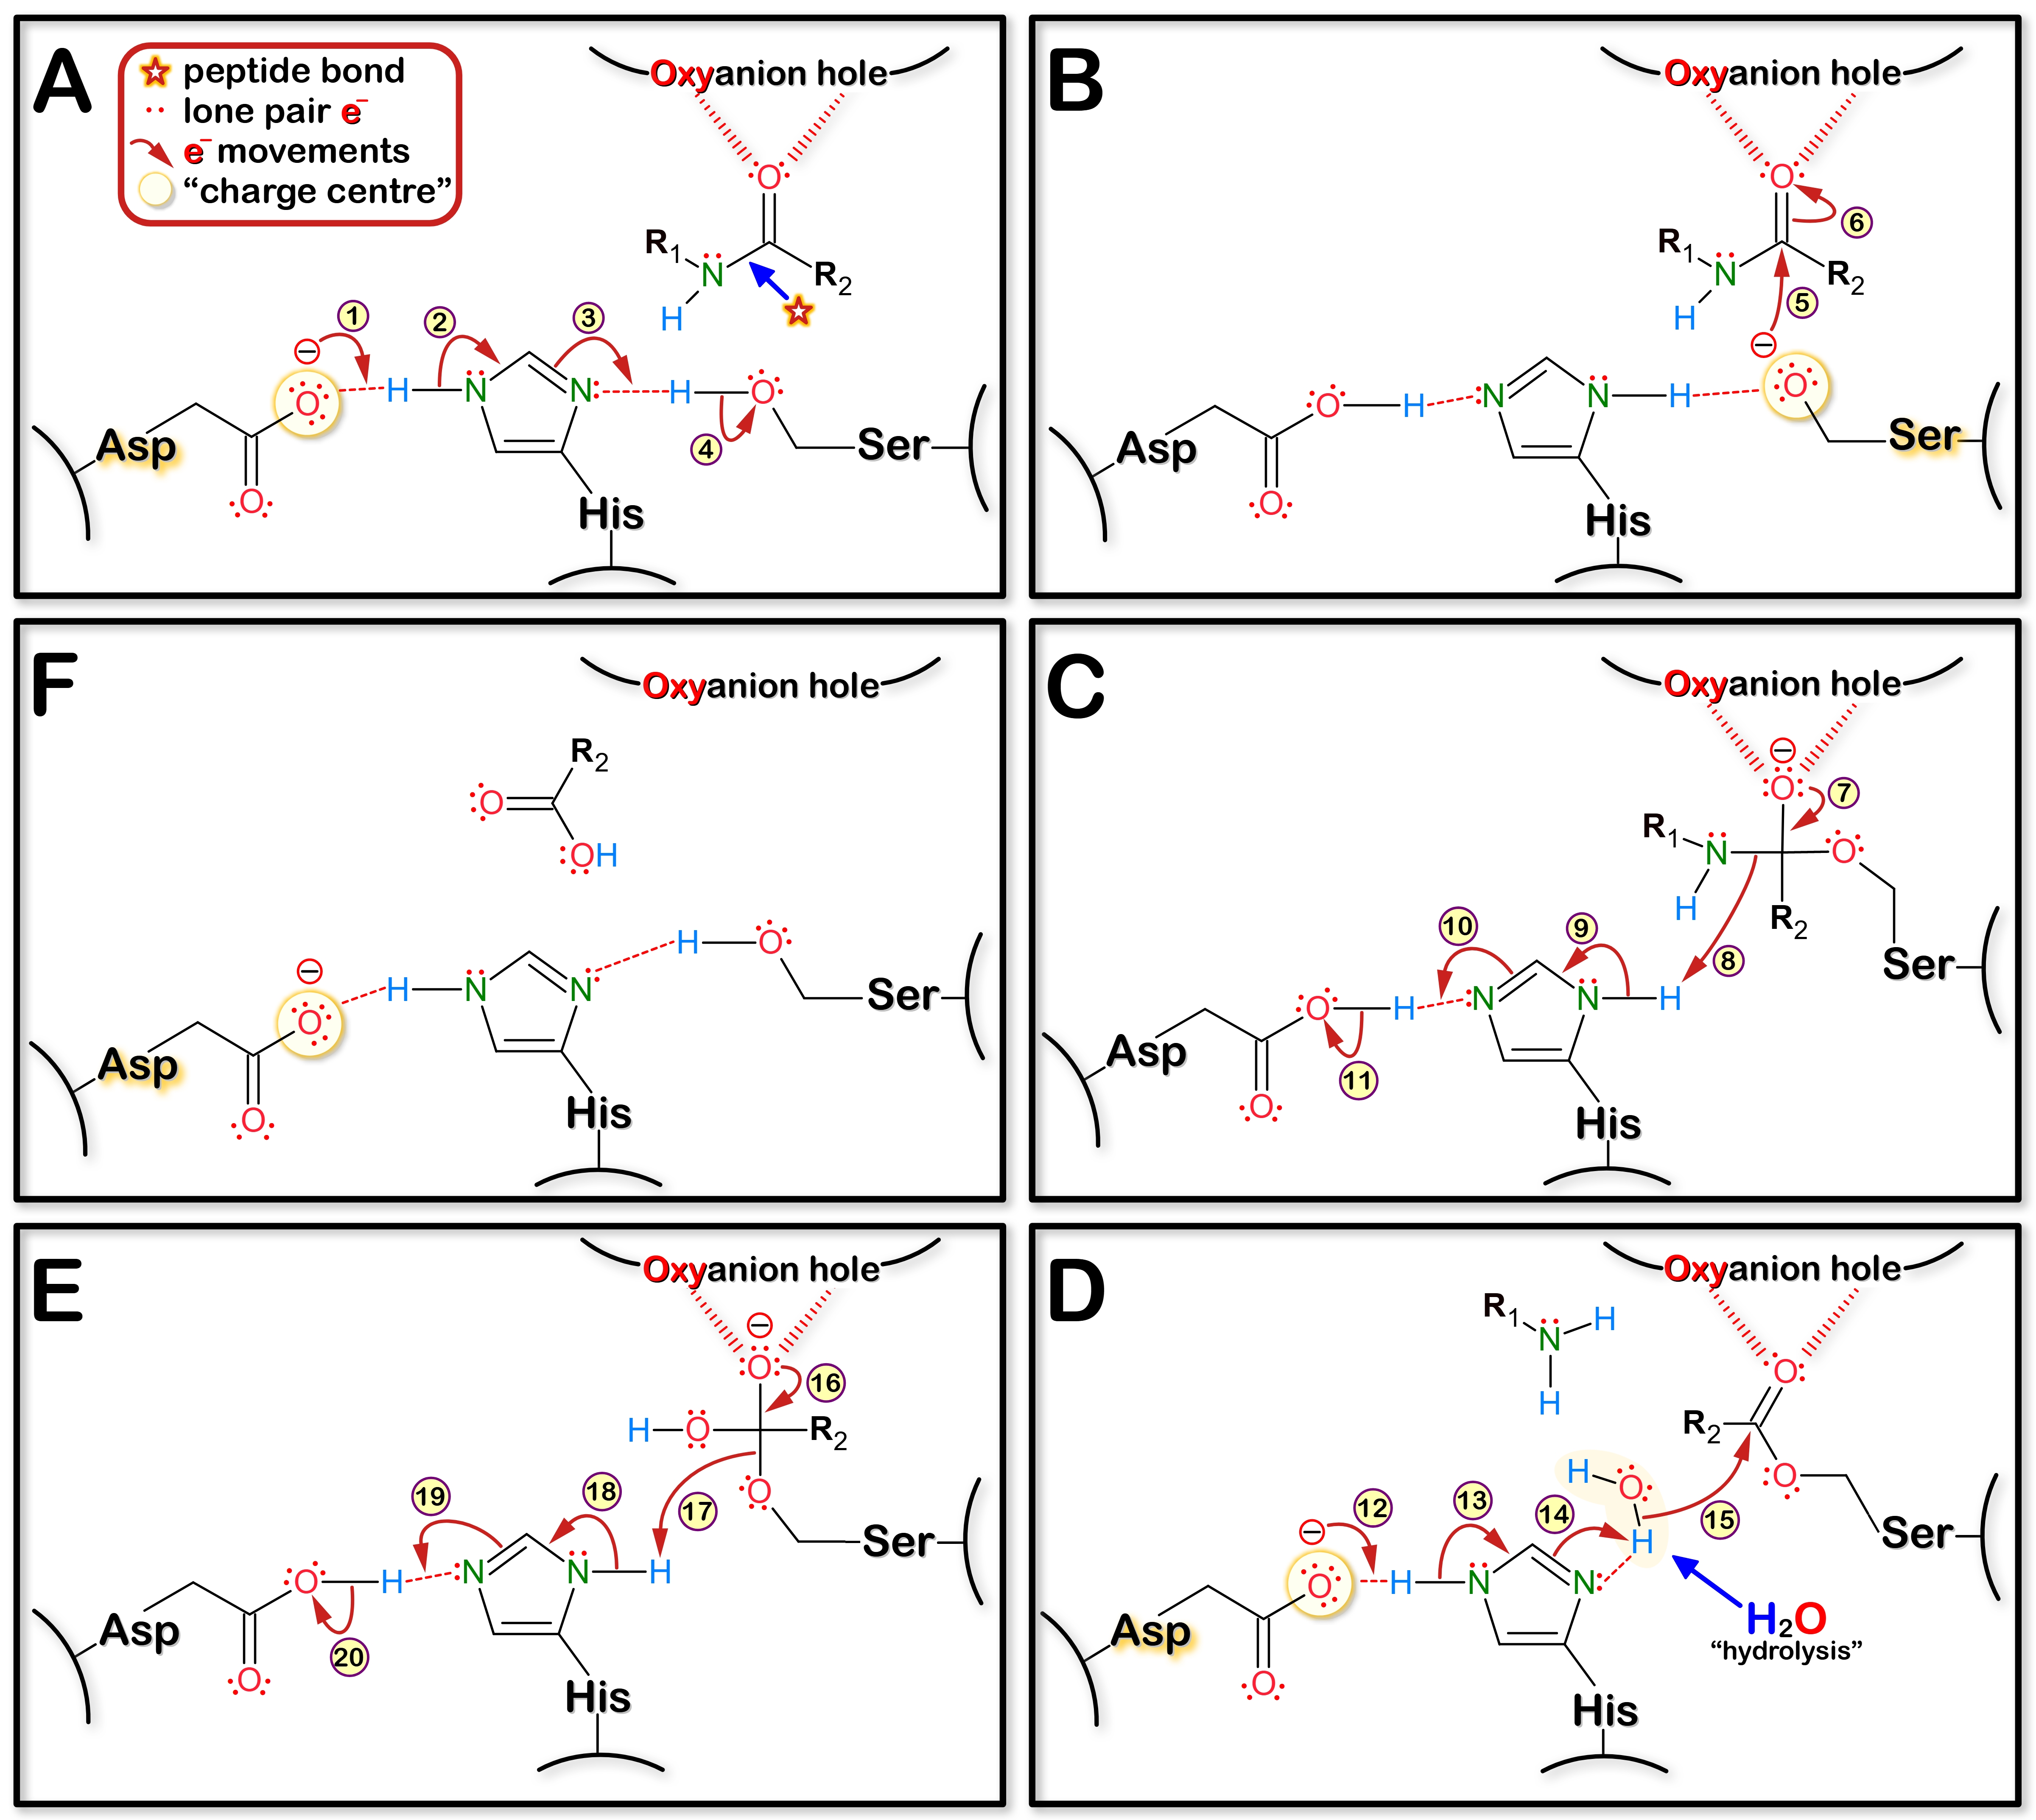 A
peptide bond
lone pair e⁻
e⁻ movements
“charge centre”
Oxyanion hole
O
R1
N
R2
H
1
2
3
O
H
N
N
H
O
4
Asp
Ser
O
His
B
Oxyanion hole
O
6
R1
N
R2
5
H
O
O
H
N
N
H
Asp
Ser
O
His
F
Oxyanion hole
R2
O
OH
H
O
H
N
N
O
Ser
Asp
His
O
C
Oxyanion hole
O
7
R1
N
O
H
R2
10
9
8
Ser
O
H
N
N
H
Asp
11
O
His
E
Oxyanion hole
O
16
H
O
R2
19
18
17
O
Ser
O
H
N
N
H
Asp
20
O
His
D
Oxyanion hole
R1
N
H
O
H
R2
H
O
O
12
13
14
15
Ser
H
O
H
N
N
Asp
H2O
“hydrolysis”
O
His